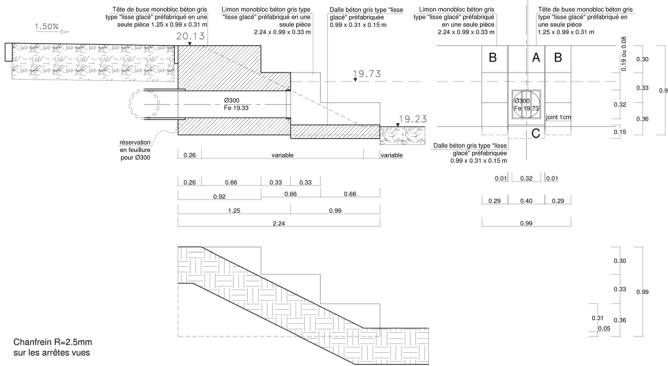 Tête de buse monobloc béton gris
type "lisse glacé" préfabriqué en une
seule pièce 1.25 x 0.99 x 0.31 m
Limon monobloc béton gris
type "lisse glacé" préfabriqué en une
seule pièce
2.24 x 0.99 x 0.33 m
Dalle béton gris type "lisse
glacé" préfabriquée
0.99 x 0.31 x 0.15 m
Limon monobloc béton gris
type "lisse glacé" préfabriqué en une
seule pièce
2.24 x 0.99 x 0.33 m
Tête de buse monobloc béton gris
type "lisse glacé" préfabriqué en
une seule pièce
1.25 x 0.99 x 0.31 m
1.50%
20.13
19.73
19.23
Ø300
Fe 19.33
réservation
en feuillure
pour Ø300
B
A
B
C
Ø300
Fe 19.73
joint 1cm
0.19 ou 0.08
0.30
0.33
0.32
0.36
0.15
0.9
Dalle béton gris type "lisse
glacé" préfabriquée
0.99 x 0.31 x 0.15 m
0.26
variable
variable
0.26
0.66
0.33
0.33
0.92
0.66
0.66
1.25
0.99
2.24
0.01
0.32
0.01
0.29
0.40
0.29
0.99
0.30
0.33
0.99
0.31
0.36
0.05
Chanfrein R=2.5mm
sur les arrêtes vues